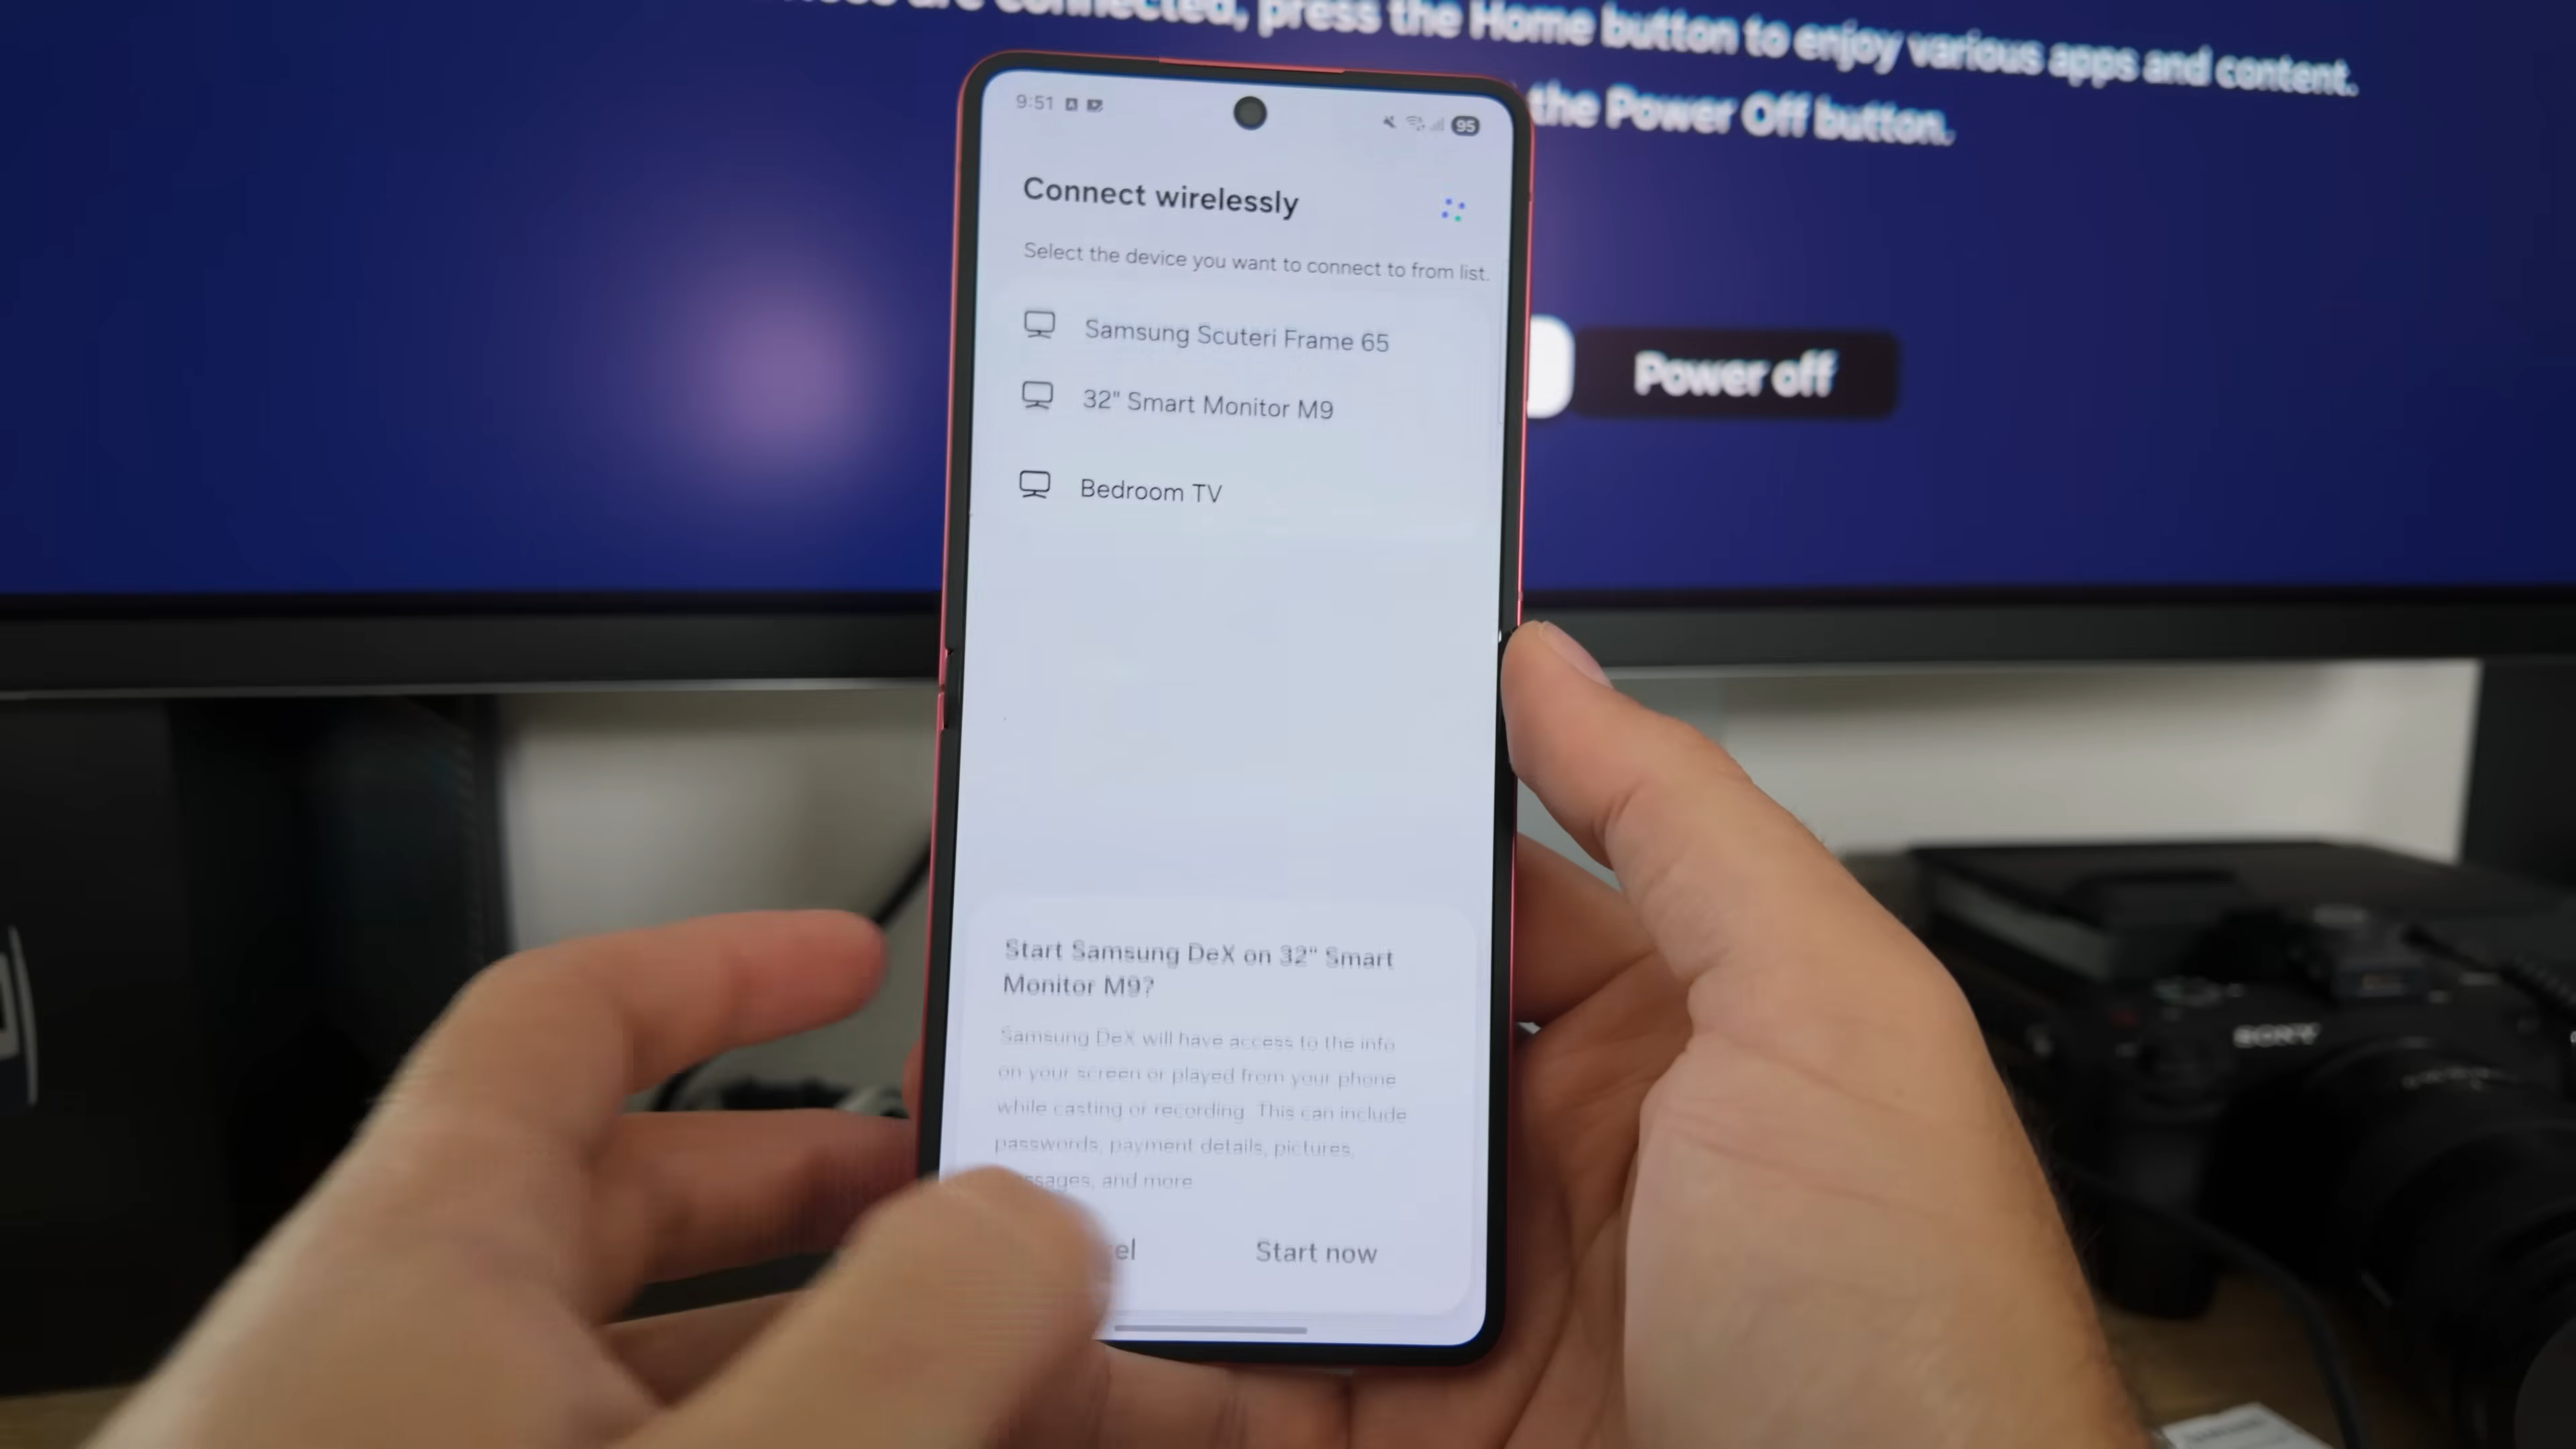 are connected, press the Home button to enjoy various apps and content.
the Power Off button.
Power off
9:51
95
Connect wirelessly
Select the device you want to connect to from list.
Samsung Scuteri Frame 65
32" Smart Monitor M9
Bedroom TV
Start Samsung DeX on 32" Smart
Monitor M9?
Samsung DeX will have access to the info
on your screen or played from your phone
while casting or recording. This can include
passwords, payment details, pictures,
ssages, and more.
el
Start now
SONY